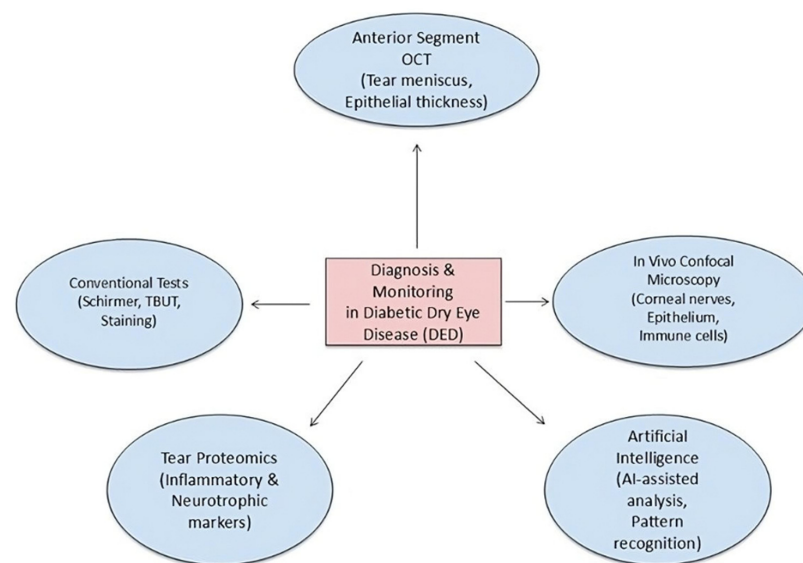 Anterior Segment
OCT
(Tear meniscus,
Epithelial thickness)
Conventional Tests
(Schirmer, TBUT,
Staining)
Diagnosis &
Monitoring
in Diabetic Dry Eye
Disease (DED)
In Vivo Confocal
Microscopy
(Corneal nerves,
Epithelium,
Immune cells)
Tear Proteomics
(Inflammatory &
Neurotrophic
markers)
Artificial
Intelligence
(AI-assisted
analysis,
Pattern
recognition)